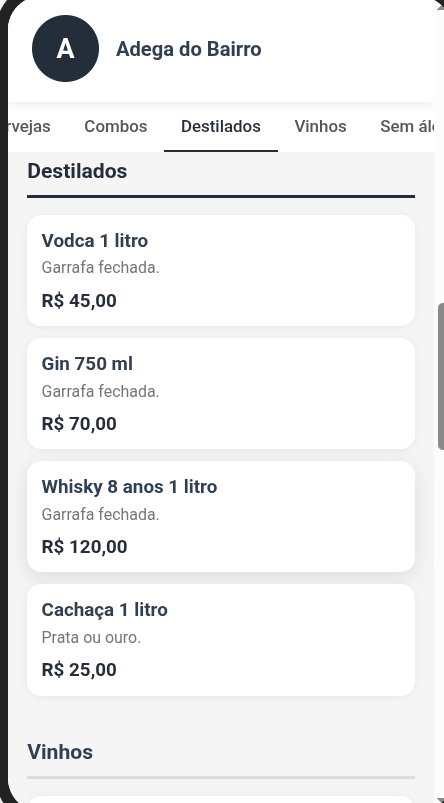 A
Adega do Bairro
Combos
Destilados
Vinhos
Sem
Destilados
Vodca 1 litro
Garrafa fechada.
R$ 45,00
Gin 750 ml
Garrafa fechada.
R$ 70,00
Whisky 8 anos 1 litro
Garrafa fechada.
R$ 120,00
Cachaça 1 litro
Prata ou ouro.
R$ 25,00
Vinhos